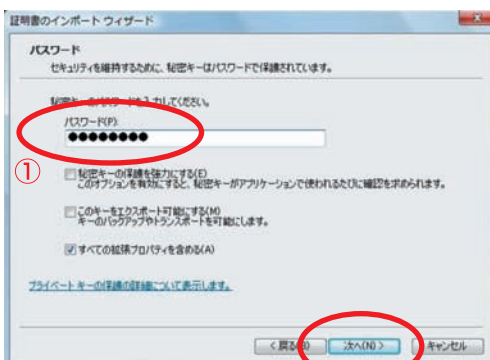 証明書のインポート ウィザード
パスワード
セキュリティを維持するために、秘密キーはパスワードで保護されています。
秘密キーのパスワードを入力してください。
パスワード(P):
●●●●●●●●
①
秘密キーの保護を強力にする(E)
このオプションを有効にすると、秘密キーがアプリケーションで使われるたびに確認を求められます。
このキーをエクスポート可能にする(M)
キーのバックアップやトランスポートを可能にします。
すべての拡張プロパティを含める(A)
プライベート キーの保護の詳細について表示します。
< 戻る(B) 次へ(N) > キャンセル